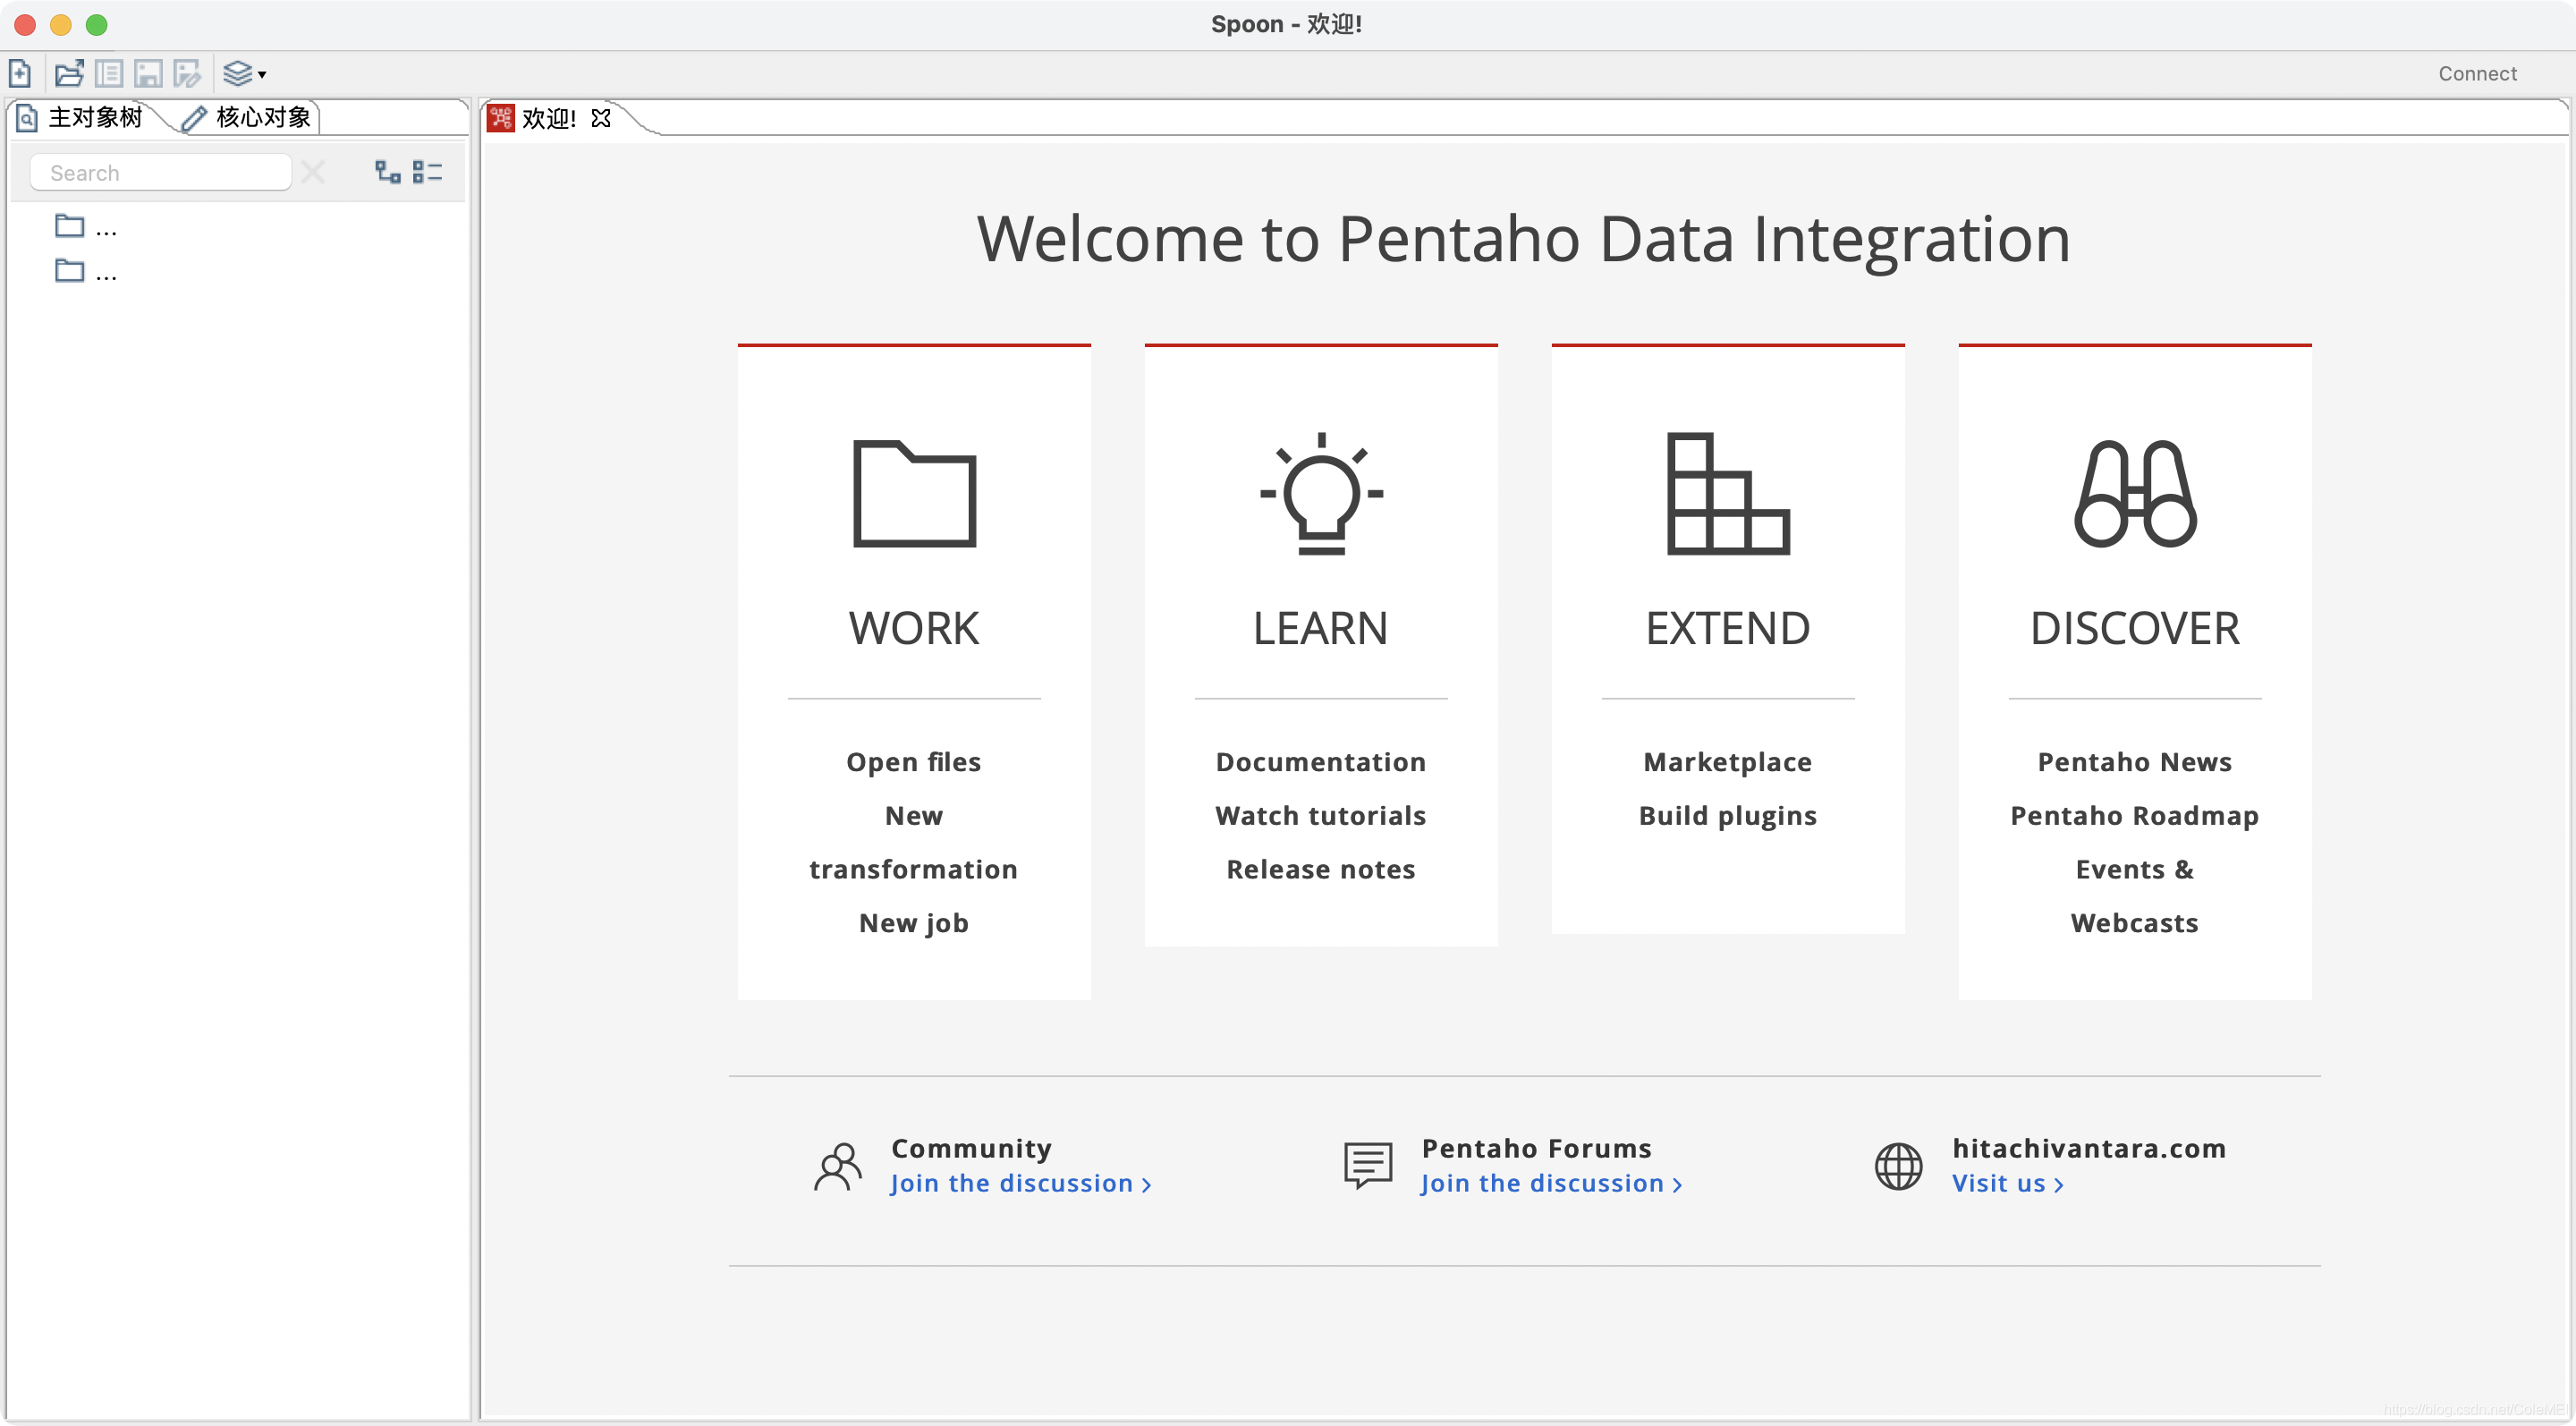 Spoon - 欢迎!
Connect
主对象树
核心对象
欢迎!
Search
...
...
Welcome to Pentaho Data Integration
WORK
Open files
New
transformation
New job
LEARN
Documentation
Watch tutorials
Release notes
EXTEND
Marketplace
Build plugins
DISCOVER
Pentaho News
Pentaho Roadmap
Events &
Webcasts
Community
Join the discussion ›
Pentaho Forums
Join the discussion ›
hitachivantara.com
Visit us ›